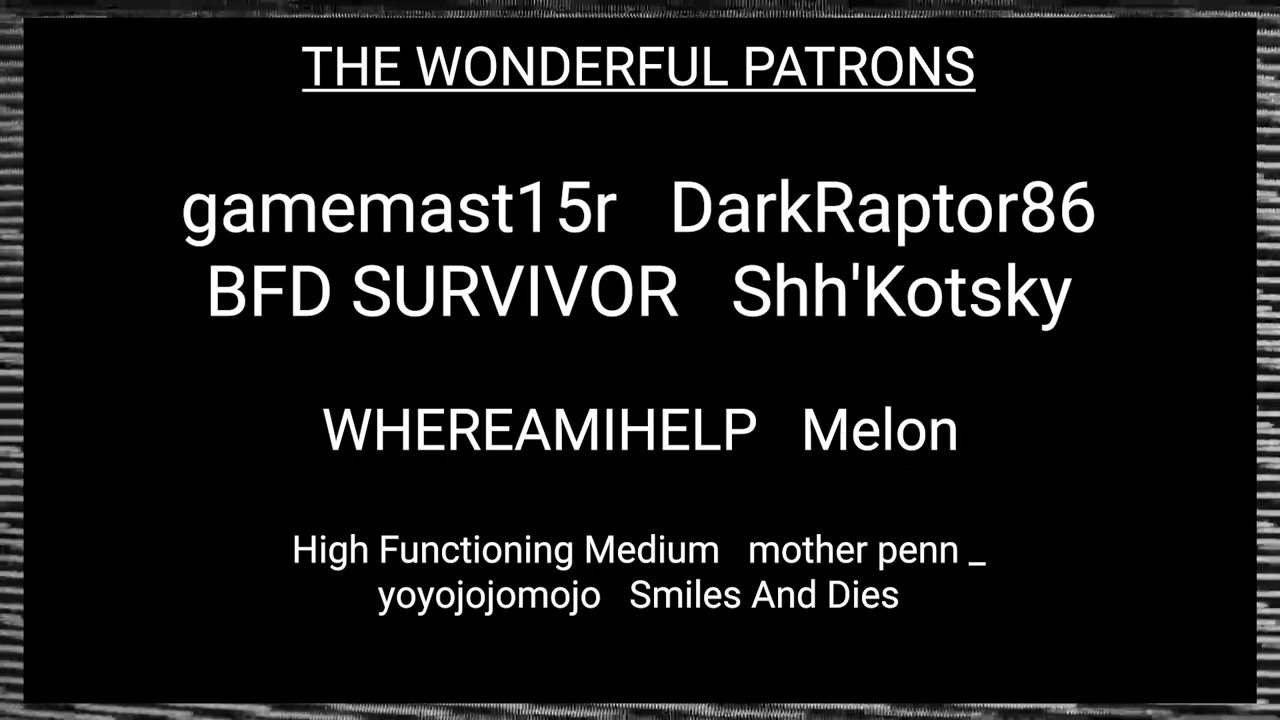 THE WONDERFUL PATRONS
gamemast15r DarkRaptor86
BFD SURVIVOR Shh'Kotsky
WHEREAMIHELP Melon
High Functioning Medium mother penn _
yoyojojomojo Smiles And Dies